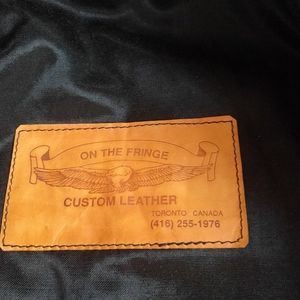 ON THE FRINGE
CUSTOM LEATHER
TORONTO CANADA
(416) 255-1976